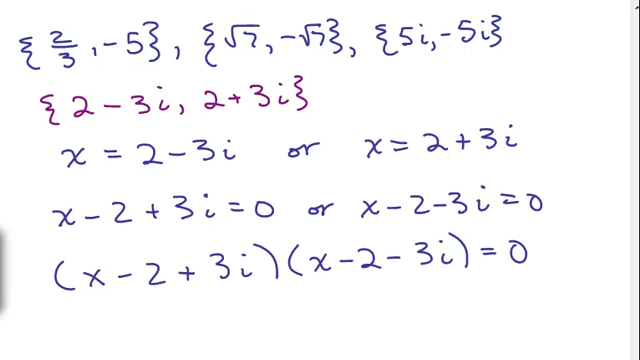 {2/3, -5}, {√7, -√7}, {5i, -5i}
{2 - 3i, 2 + 3i}
x = 2 - 3i or x = 2 + 3i
x - 2 + 3i = 0 or x - 2 - 3i = 0
(x - 2 + 3i)(x - 2 - 3i) = 0